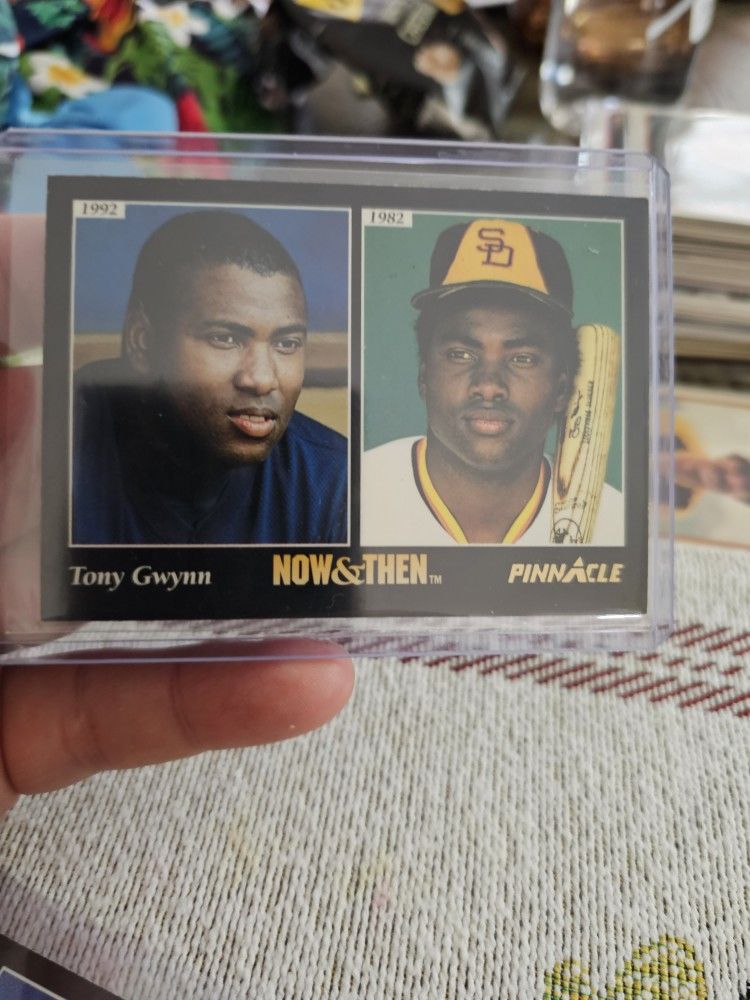 1992
1982
SD
Tony Gwynn
NOW&THEN™
PINNACLE